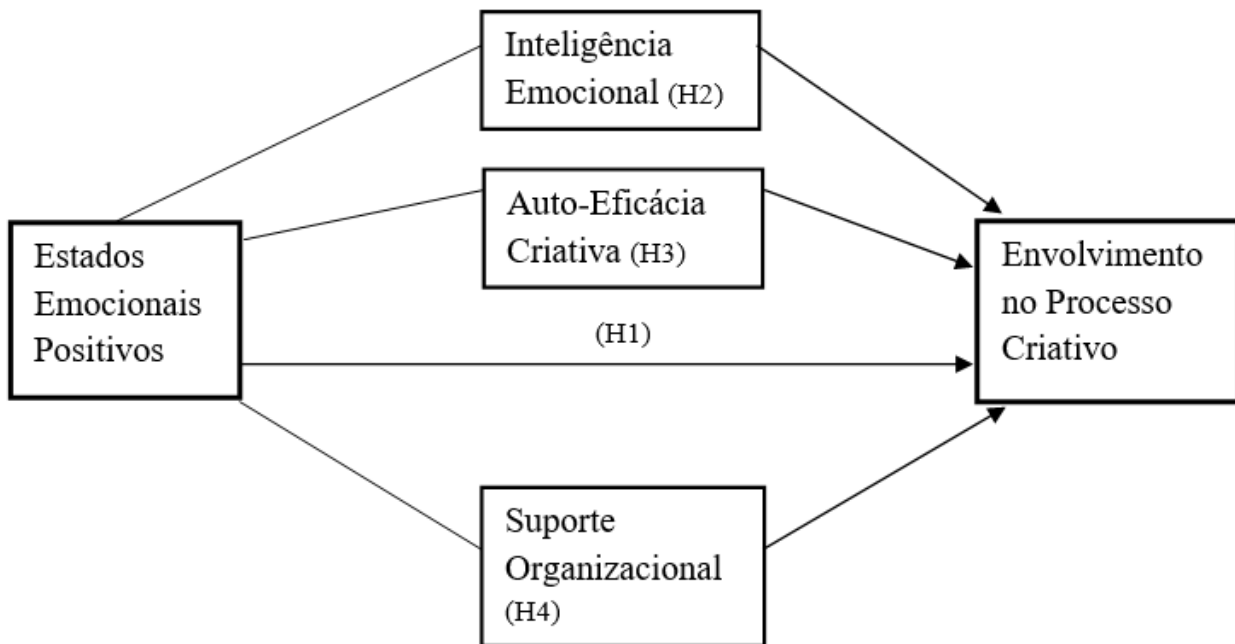 Inteligência
Emocional (H2)
Auto-Eficácia
Criativa (H3)
Estados
Emocionais
Positivos
(H1)
Envolvimento
no Processo
Criativo
Suporte
Organizacional
(H4)